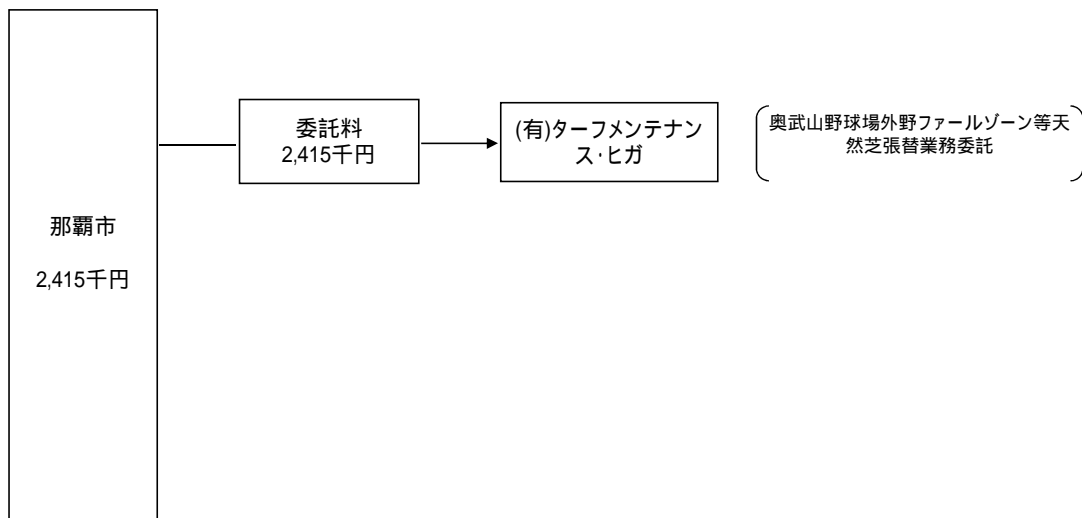 那覇市
2,415千円
委託料
2,415千円
(有)ターフメンテナン
ス・ヒガ
奥武山野球場外野ファールゾーン等天
然芝張替業務委託